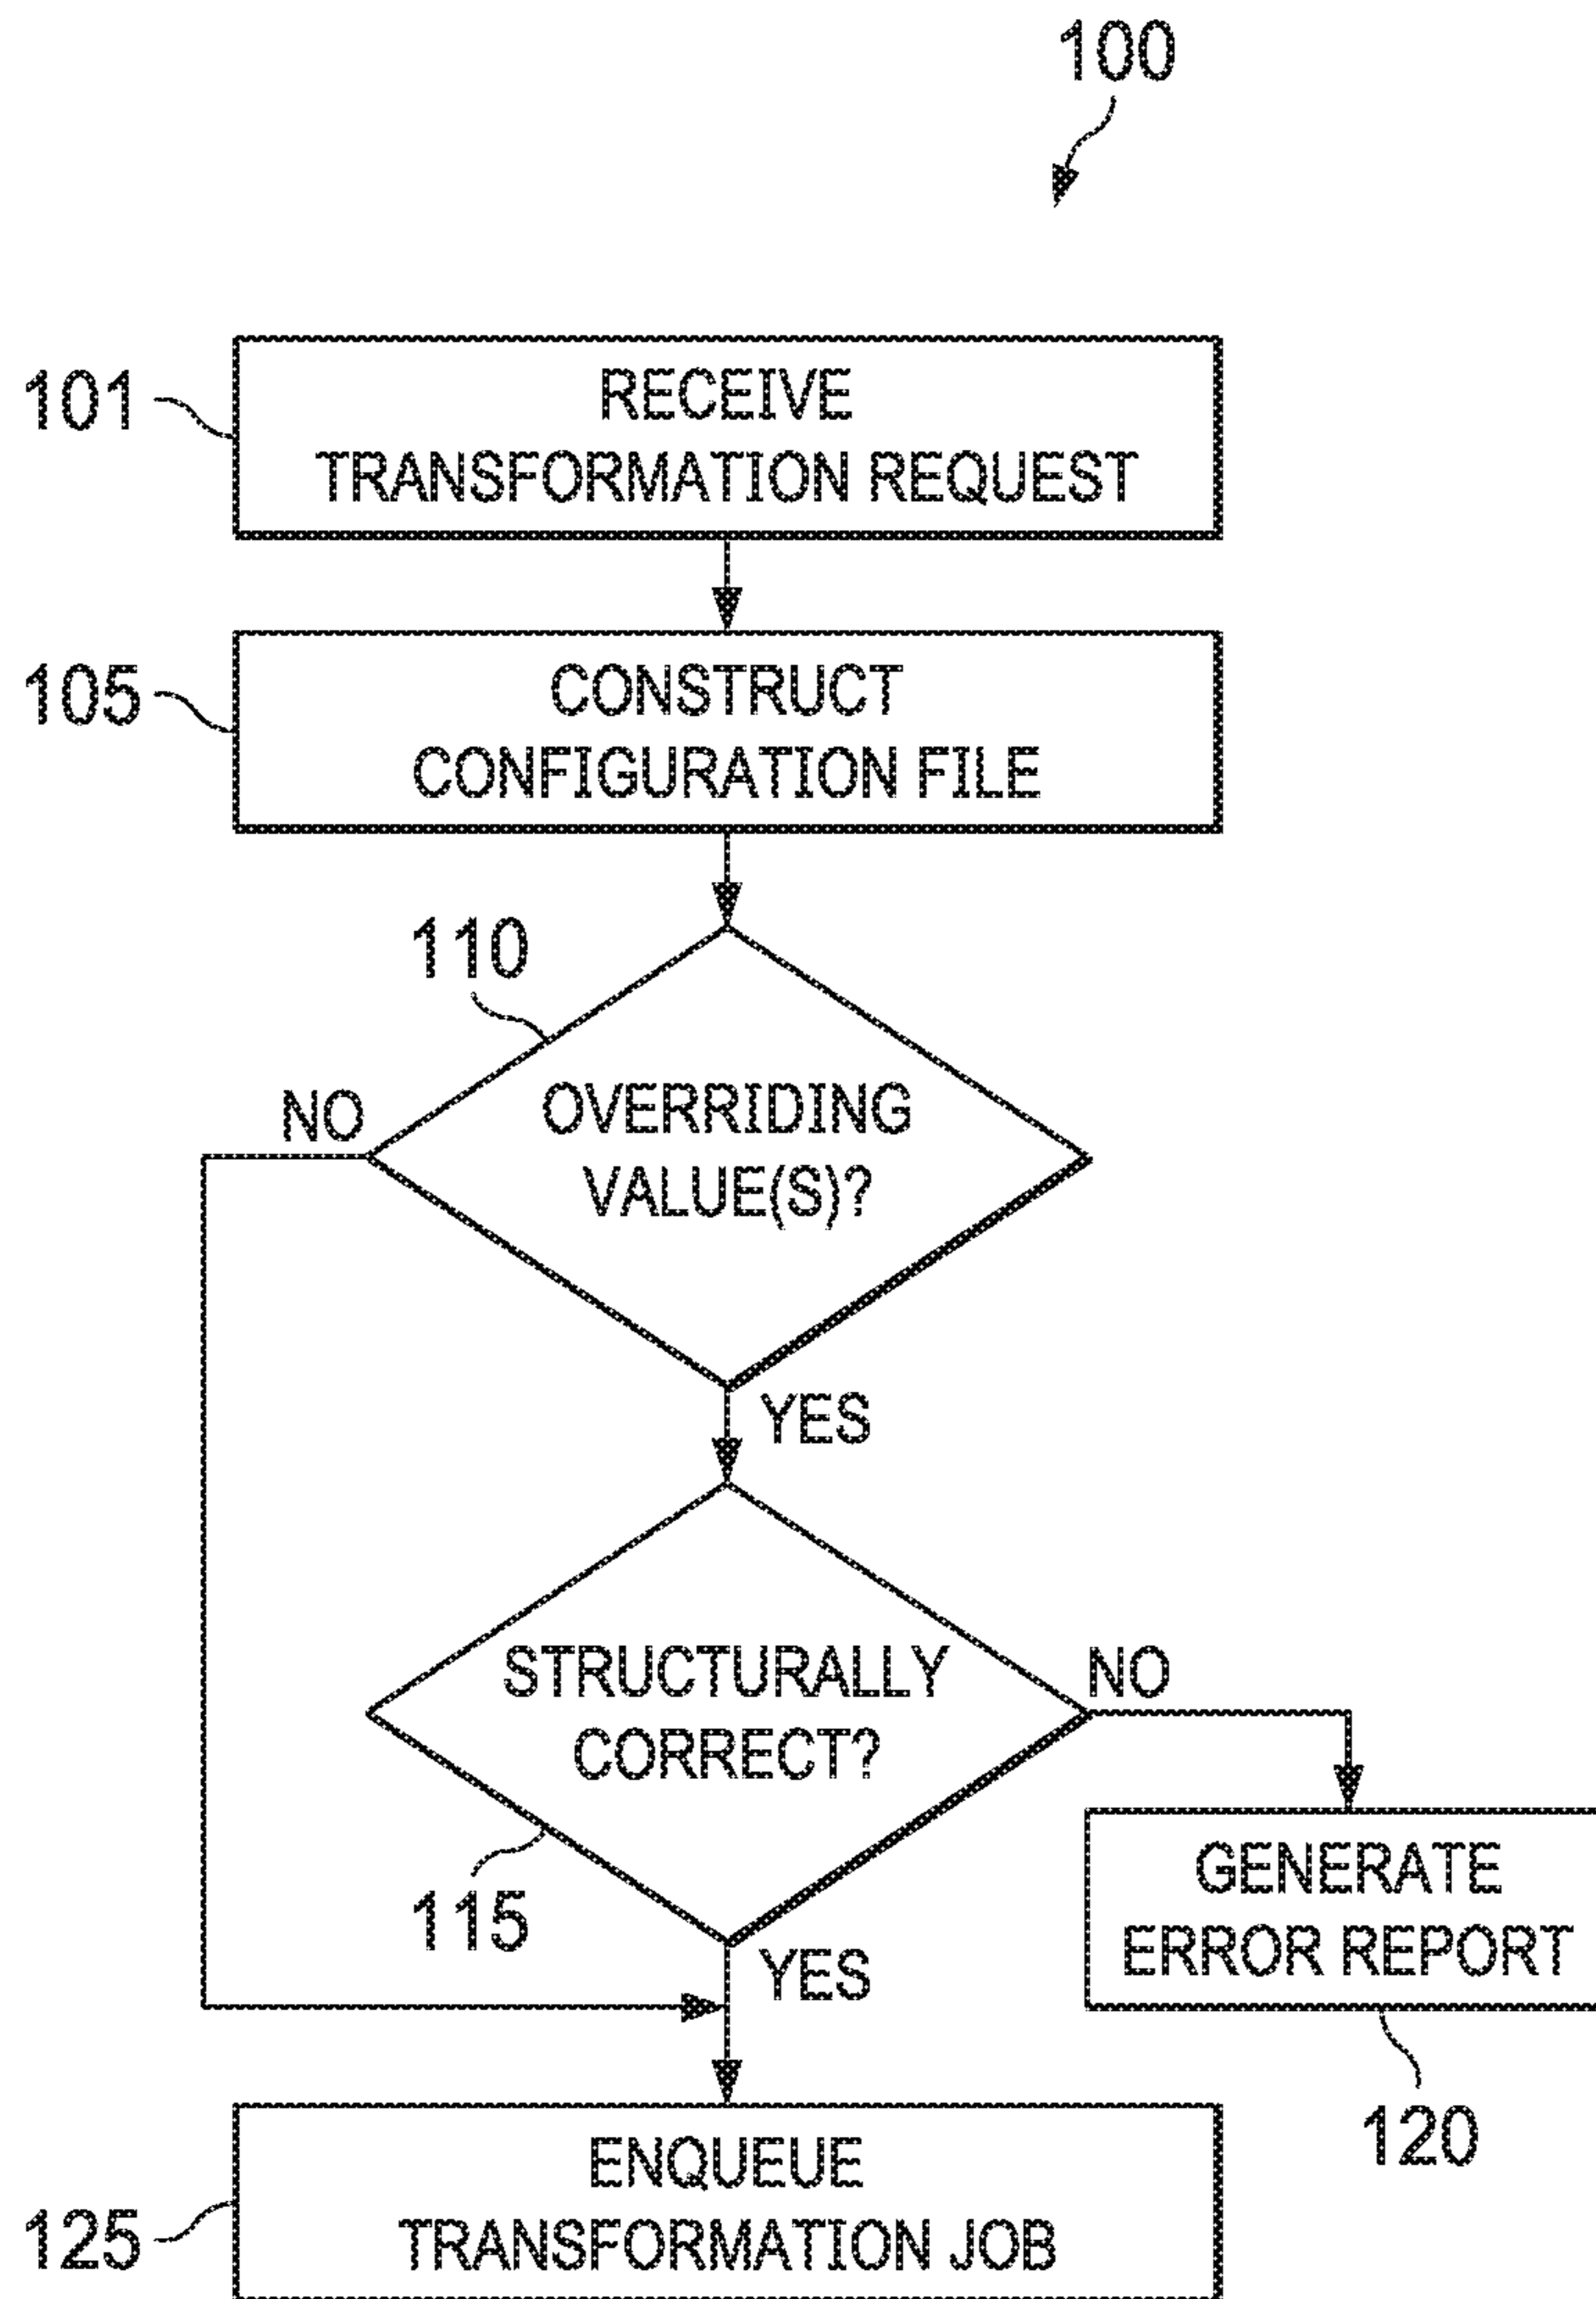 100
101
RECEIVE
TRANSFORMATION REQUEST
105
CONSTRUCT
CONFIGURATION FILE
110
NO
OVERRIDING
VALUE(S)?
YES
STRUCTURALLY
CORRECT?
NO
115
YES
GENERATE
ERROR REPORT
120
125
ENQUEUE
TRANSFORMATION JOB